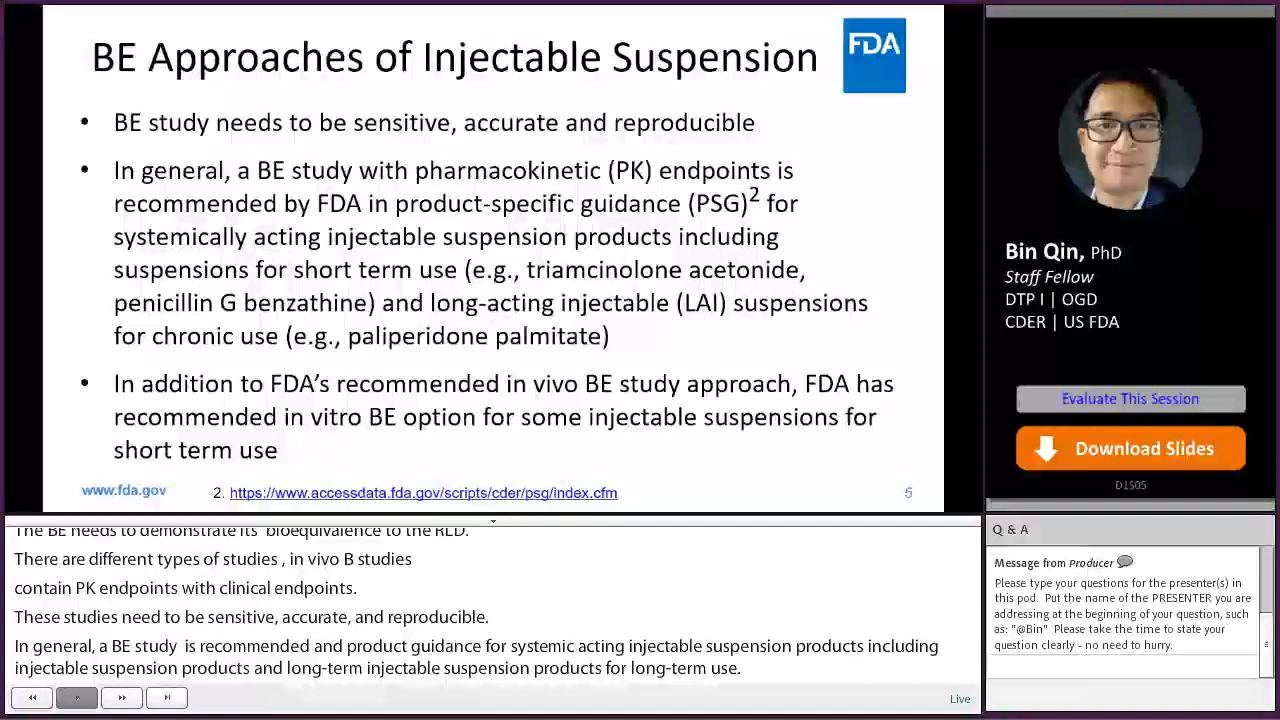 BE Approaches of Injectable Suspension
FDA
• BE study needs to be sensitive, accurate and reproducible
• In general, a BE study with pharmacokinetic (PK) endpoints is
recommended by FDA in product-specific guidance (PSG)2 for
systemically acting injectable suspension products including
suspensions for short term use (e.g., triamcinolone acetonide,
penicillin G benzathine) and long-acting injectable (LAI) suspensions
for chronic use (e.g., paliperidone palmitate)
• In addition to FDA's recommended in vivo BE study approach, FDA has
recommended in vitro BE option for some injectable suspensions for
short term use
www.fda.gov
2. https://www.accessdata.fda.gov/scripts/cder/psg/index.cfm
5
Bin Qin, PhD
Staff Fellow
DTP I | OGD
CDER | US FDA
Evaluate This Session
Download Slides
D1S05
The BE needs to demonstrate its bioequivalence to the RLD.
There are different types of studies , in vivo B studies
contain PK endpoints with clinical endpoints.
These studies need to be sensitive, accurate, and reproducible.
In general, a BE study is recommended and product guidance for systemic acting injectable suspension products including
injectable suspension products and long-term injectable suspension products for long-term use.
Live
Q & A
Message from Producer
Please type your questions for the presenter(s) in
this pod. Put the name of the PRESENTER you are
addressing at the beginning of your question, such
as: "@Bin" Please take the time to state your
question clearly - no need to hurry.